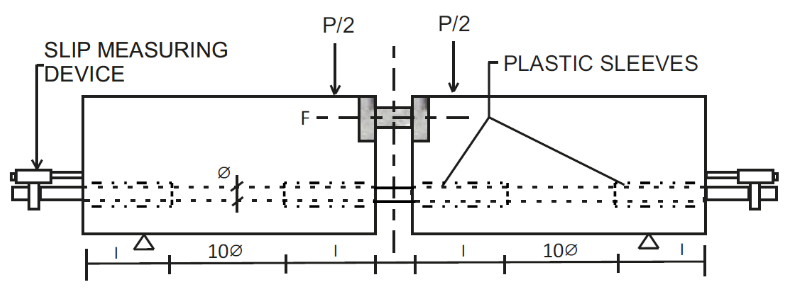 P/2
P/2
SLIP MEASURING
DEVICE
PLASTIC SLEEVES
F
Ø
l
10Ø
l
l
10Ø
l